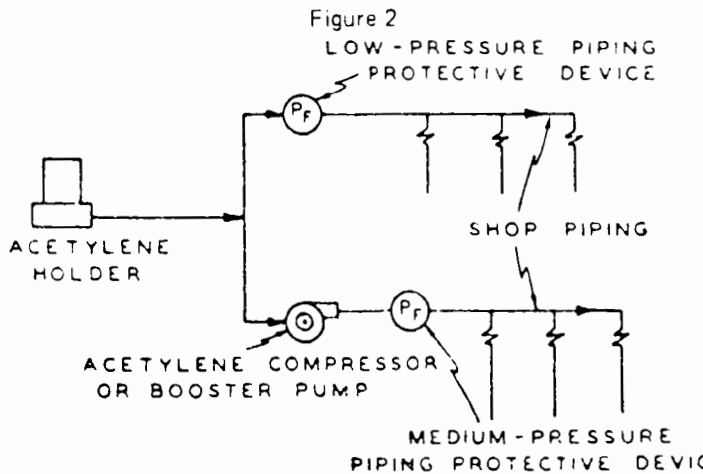 Figure 2
LOW-PRESSURE PIPING
PROTECTIVE DEVICE
PF
ACETYLENE
HOLDER
SHOP PIPING
PF
ACETYLENE COMPRESSOR
OR BOOSTER PUMP
MEDIUM-PRESSURE
PIPING PROTECTIVE DEVIC